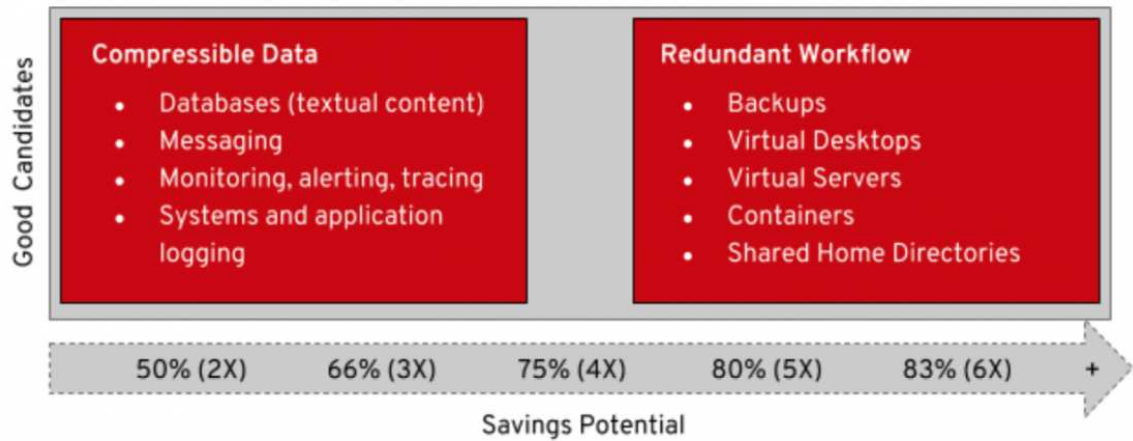 Good Candidates
Compressible Data
• Databases (textual content)
• Messaging
• Monitoring, alerting, tracing
• Systems and application
logging
Redundant Workflow
• Backups
• Virtual Desktops
• Virtual Servers
• Containers
• Shared Home Directories
50% (2X) 66% (3X) 75% (4X) 80% (5X) 83% (6X) +
Savings Potential